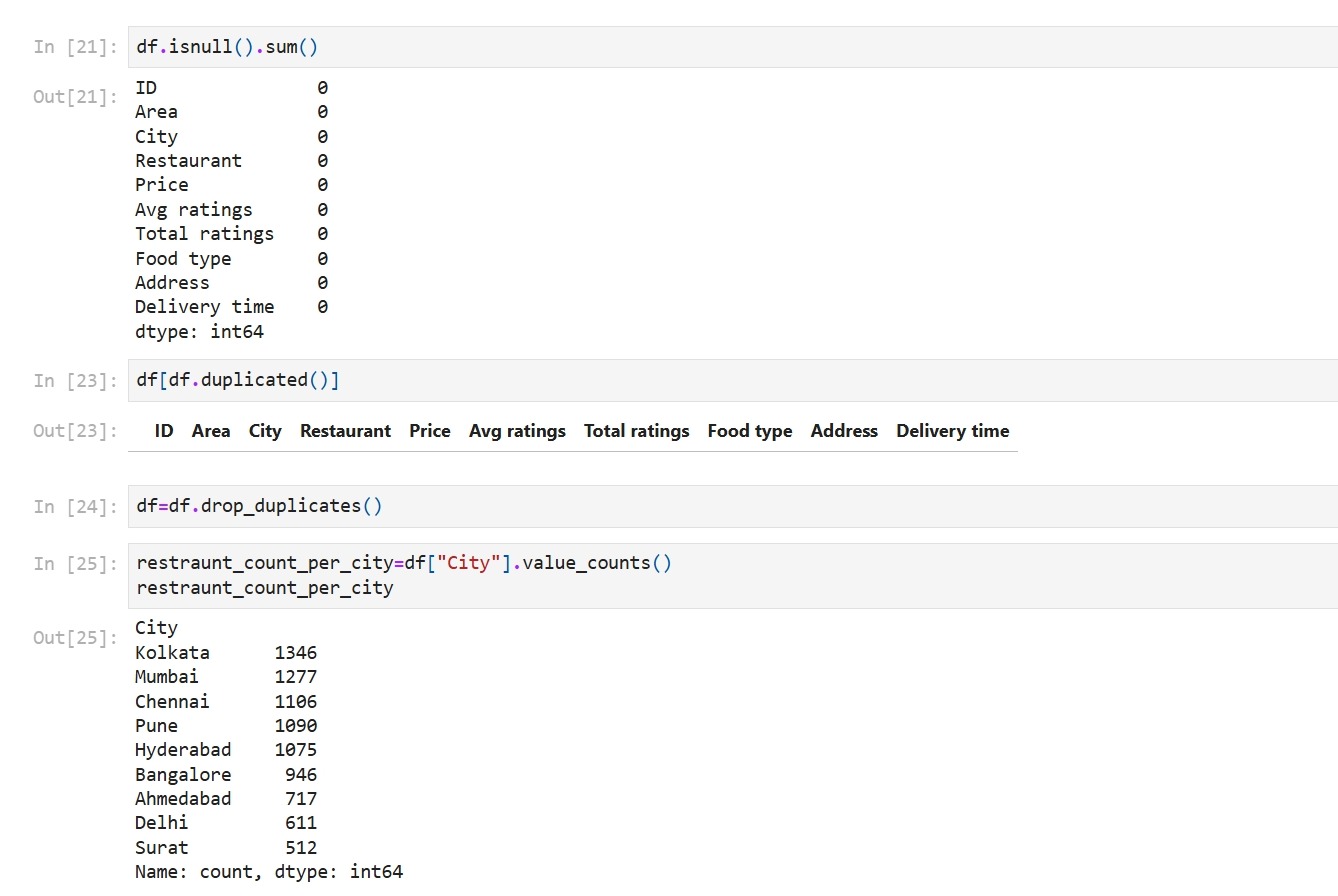 In [21]: df.isnull().sum()
Out[21]: ID 0
Area 0
City 0
Restaurant 0
Price 0
Avg ratings 0
Total ratings 0
Food type 0
Address 0
Delivery time 0
dtype: int64
In [23]: df[df.duplicated()]
Out[23]: ID Area City Restaurant Price Avg ratings Total ratings Food type Address Delivery time
In [24]: df=df.drop_duplicates()
In [25]: restraunt_count_per_city=df["City"].value_counts()
restraunt_count_per_city
Out[25]: City
Kolkata 1346
Mumbai 1277
Chennai 1106
Pune 1090
Hyderabad 1075
Bangalore 946
Ahmedabad 717
Delhi 611
Surat 512
Name: count, dtype: int64